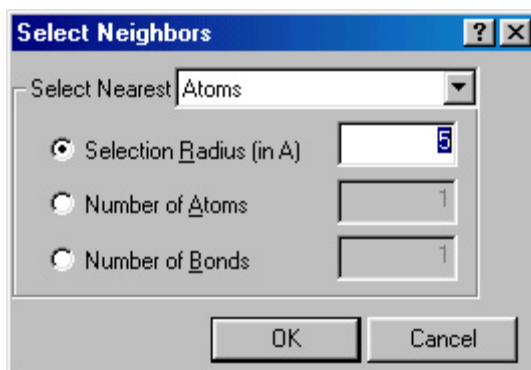 Select Neighbors
Select Nearest Atoms
Selection Radius (in A) 5
Number of Atoms 1
Number of Bonds 1
OK Cancel